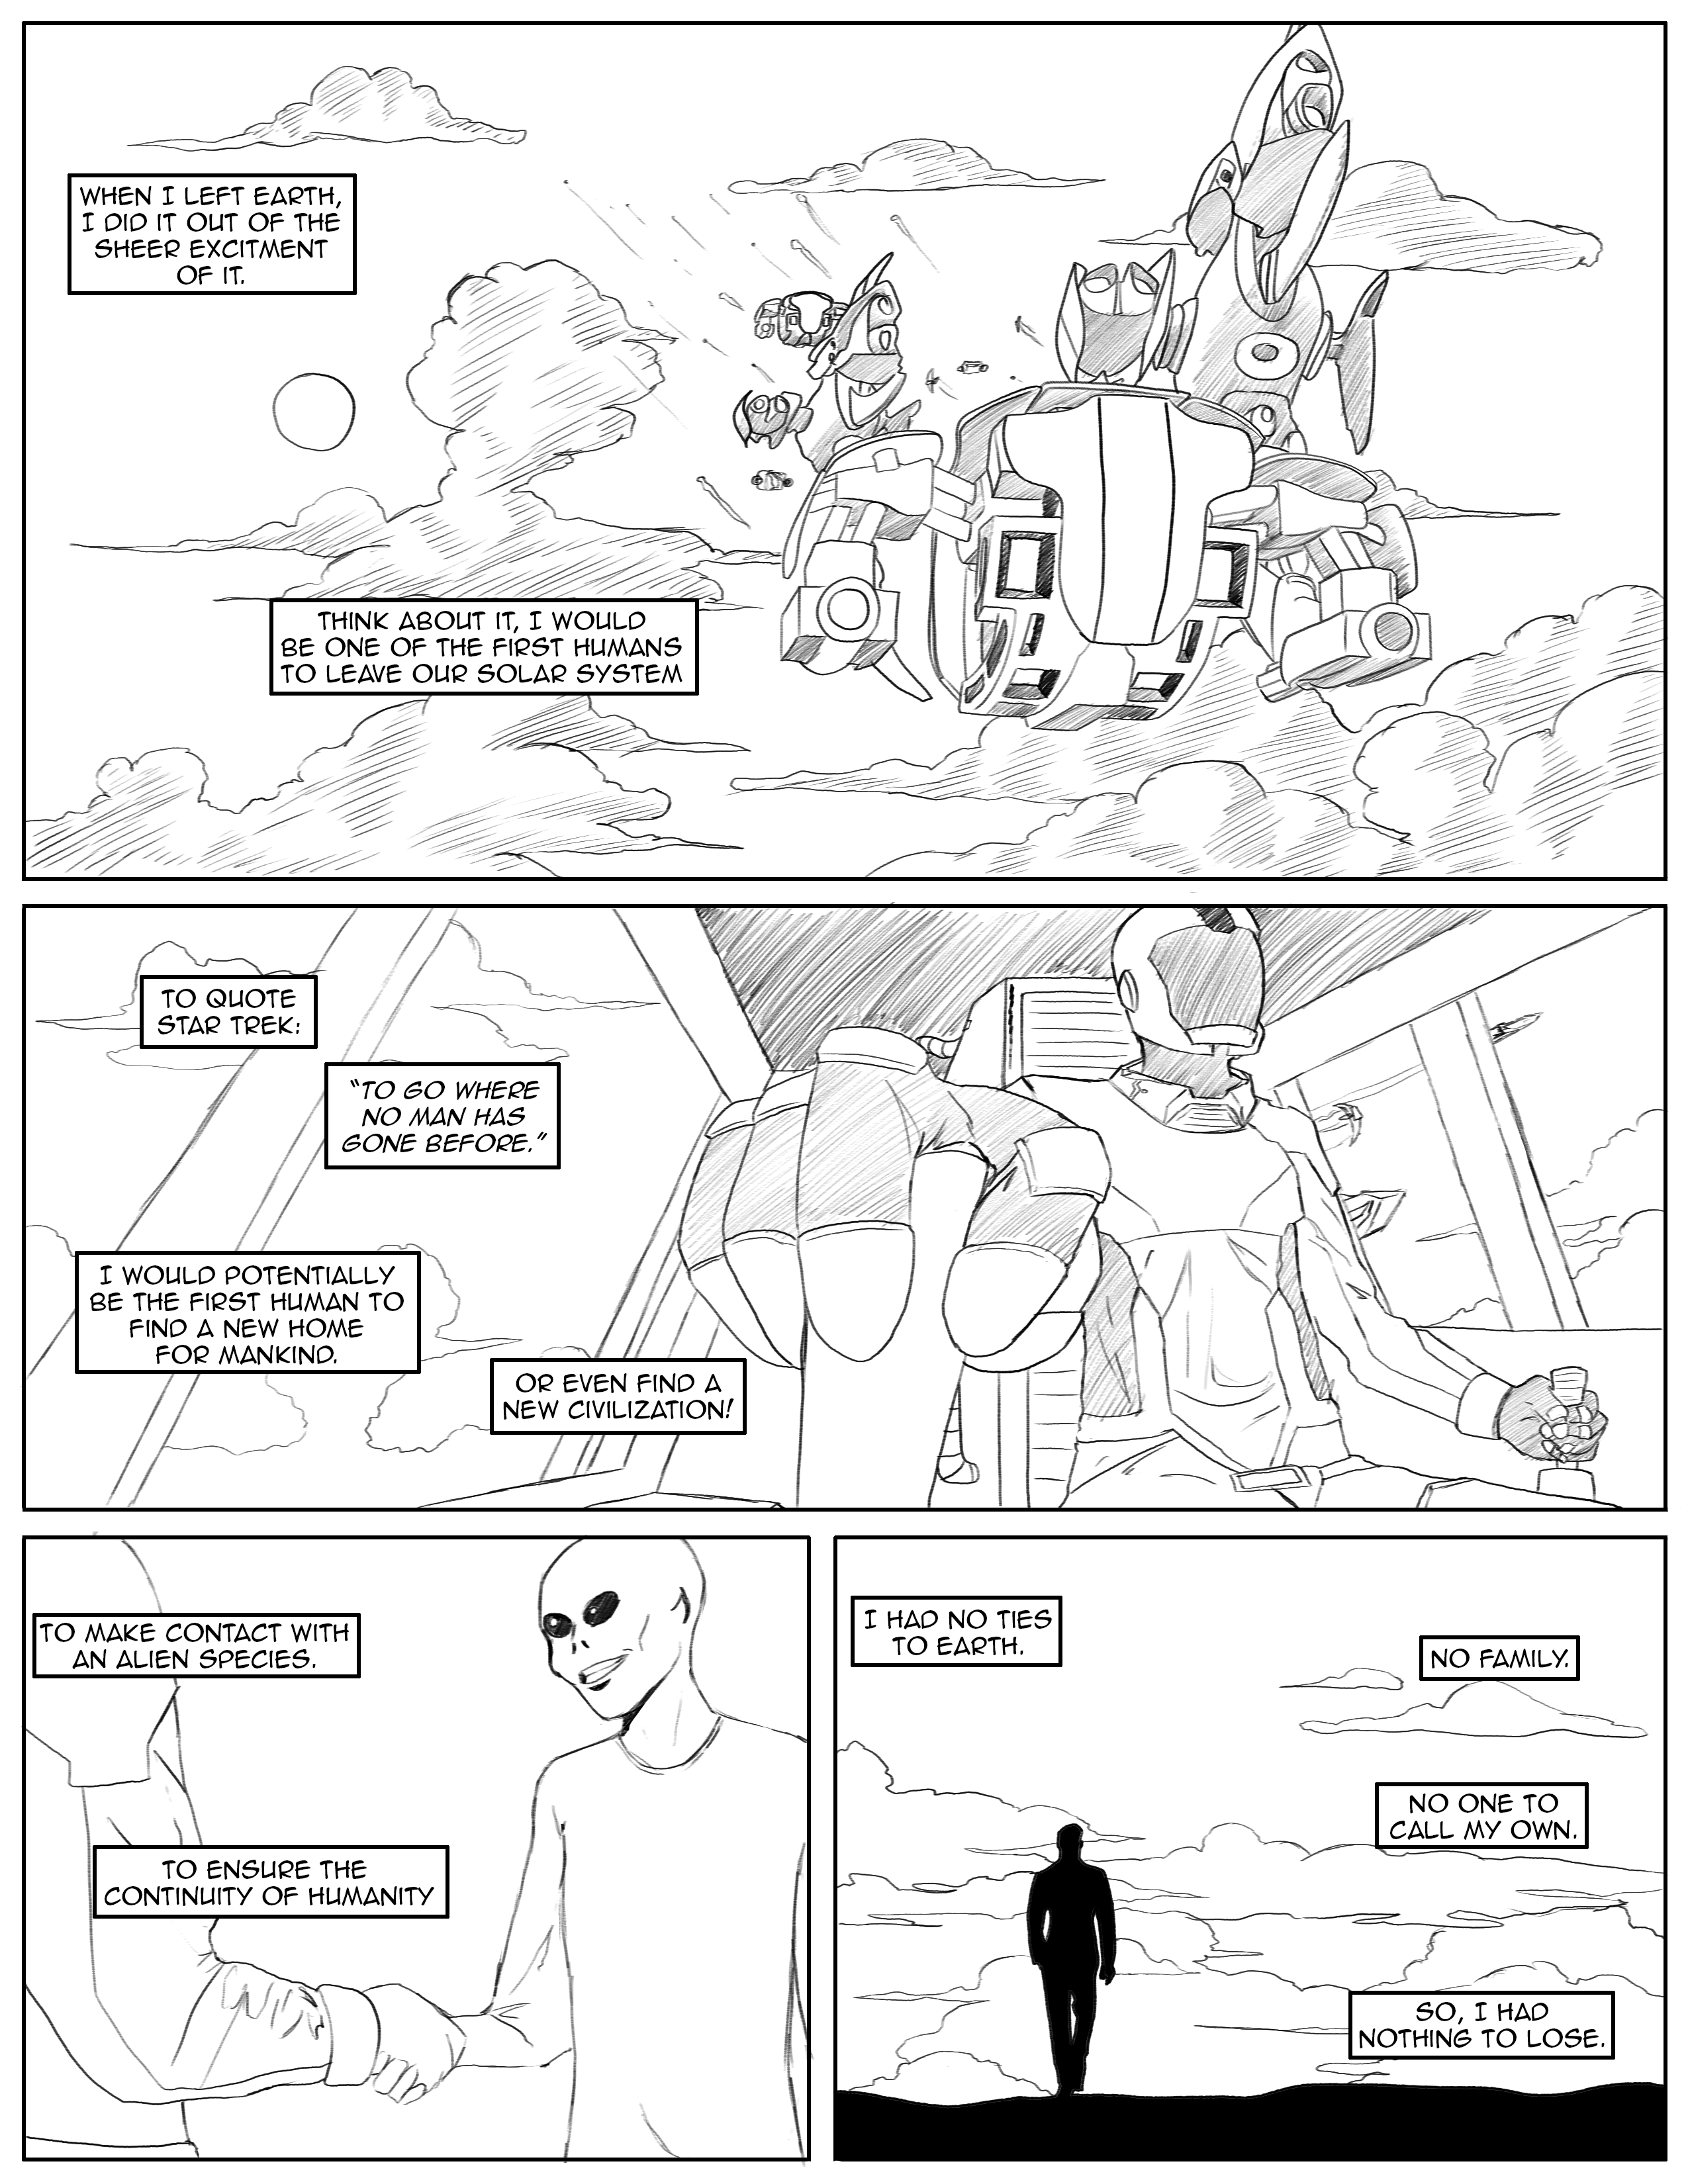 WHEN I LEFT EARTH,
I DID IT OUT OF THE
SHEER EXCITMENT
OF IT.
THINK ABOUT IT, I WOULD
BE ONE OF THE FIRST HUMANS
TO LEAVE OUR SOLAR SYSTEM
TO QUOTE
STAR TREK:
"TO GO WHERE
NO MAN HAS
GONE BEFORE."
I WOULD POTENTIALLY
BE THE FIRST HUMAN TO
FIND A NEW HOME
FOR MANKIND.
OR EVEN FIND A
NEW CIVILIZATION!
TO MAKE CONTACT WITH
AN ALIEN SPECIES.
TO ENSURE THE
CONTINUITY OF HUMANITY
I HAD NO TIES
TO EARTH.
NO FAMILY.
NO ONE TO
CALL MY OWN.
SO, I HAD
NOTHING TO LOSE.